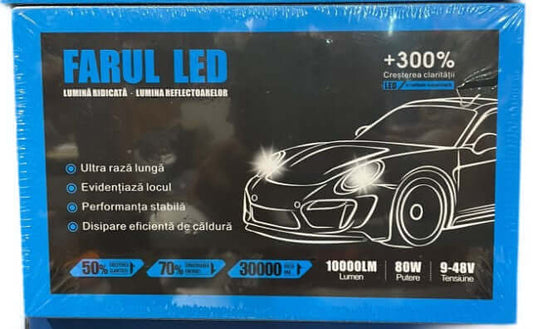 FARUL LED
LUMINĂ RIDICATĂ - LUMINA REFLECTOARELOR
+300%
Creșterea clarității
LED
Ultra rază lungă
Evidențiază locul
Performanța stabilă
Disipare eficientă de căldură
50%
70%
30000
10000LM
Lumen
80W
Putere
9-48V
Tensiune